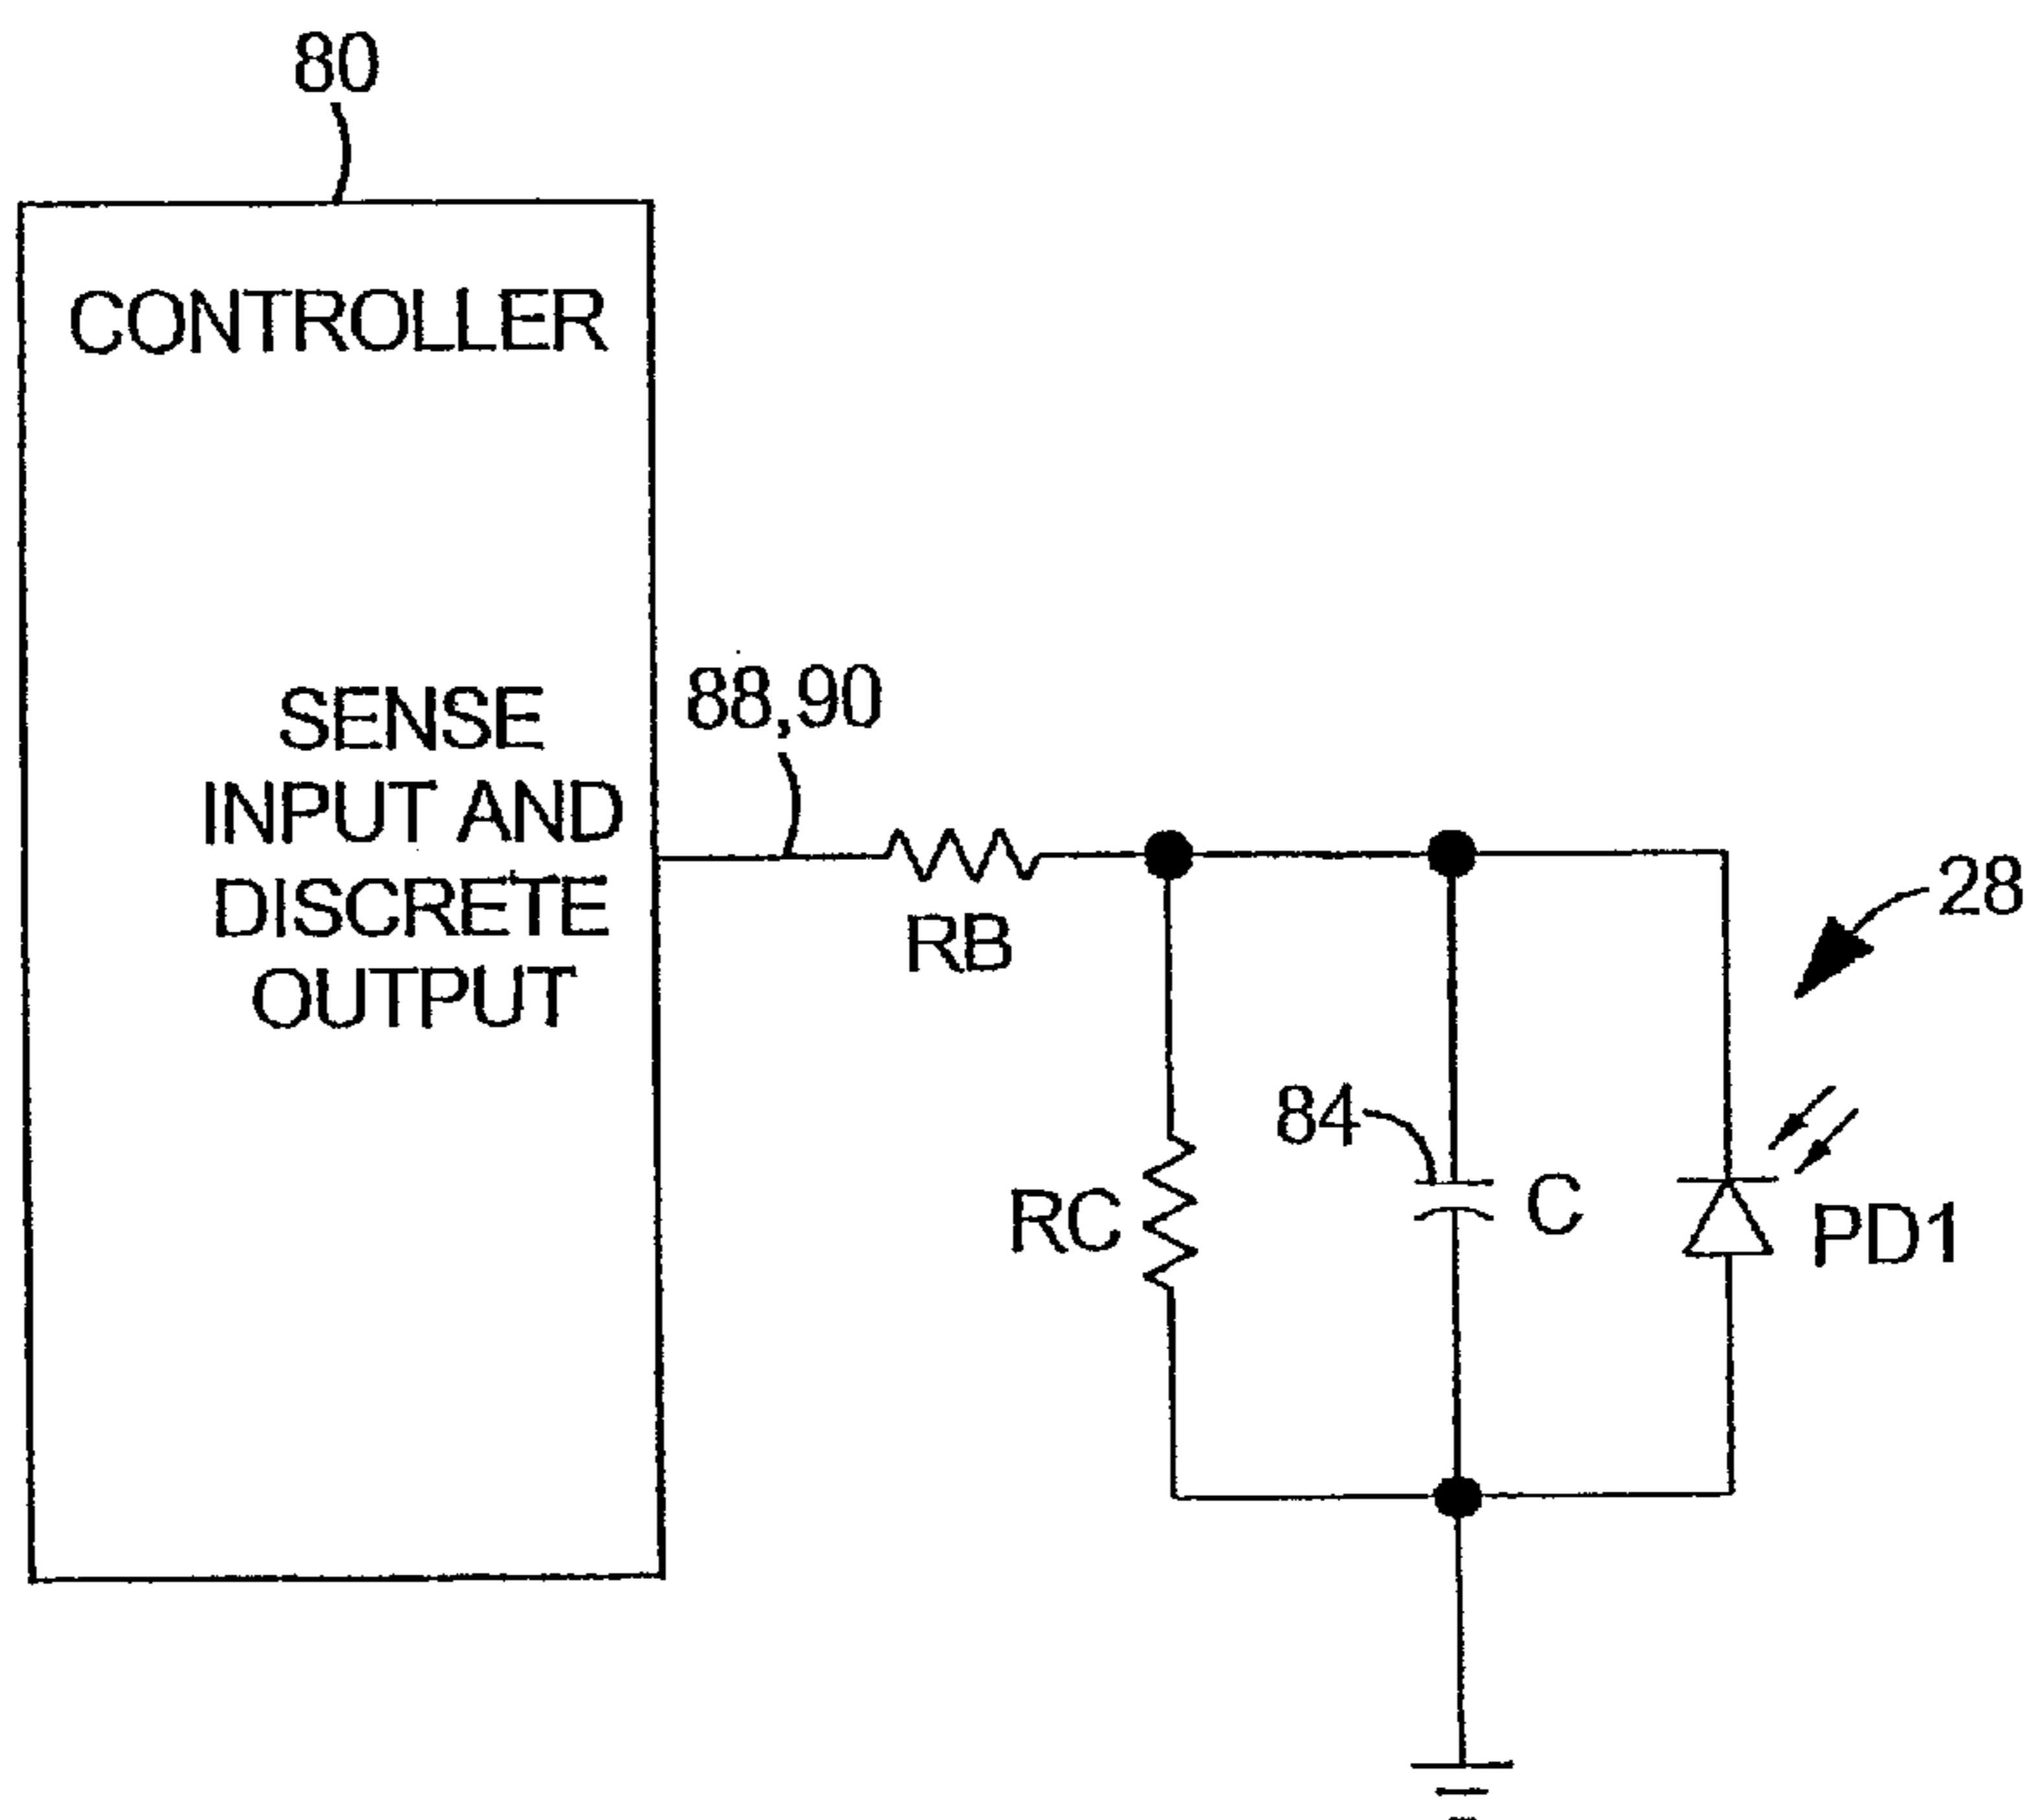 80
CONTROLLER
SENSE
INPUT AND
DISCRETE
OUTPUT
88,90
RB
28
84
RC
C
PD1